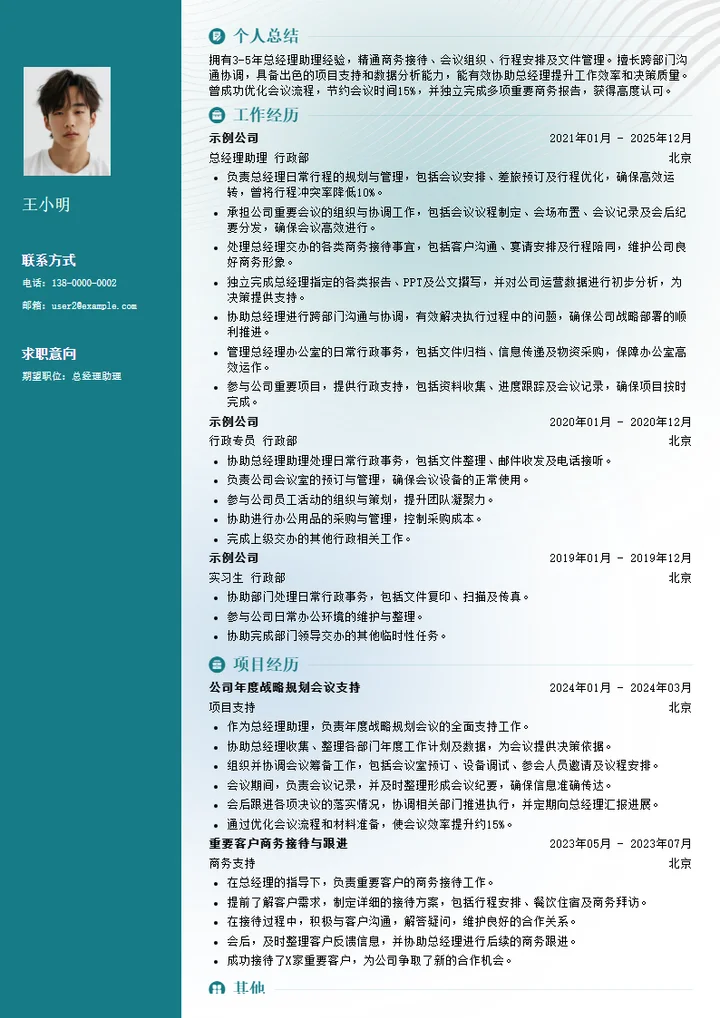 王小明
联系方式
电话：138-0000-0002
邮箱：user2@example.com
求职意向
期望职位：总经理助理
个人总结
拥有3-5年总经理助理经验，精通商务接待、会议组织、行程安排及文件管理。擅长跨部门沟
通协调，具备出色的项目支持和数据分析能力，能有效协助总经理提升工作效率和决策质量。
曾成功优化会议流程，节约会议时间15%，并独立完成多项重要商务报告，获得高度认可。
工作经历
示例公司 2021年01月 - 2025年12月
总经理助理 行政部 北京
• 负责总经理日常行程的规划与管理，包括会议安排、差旅预订及行程优化，确保高效运
转，曾将行程冲突率降低10%。
• 承担公司重要会议的组织与协调工作，包括会议议程制定、会场布置、会议记录及会后纪
要分发，确保会议高效进行。
• 处理总经理交办的各类商务接待事宜，包括客户沟通、宴请安排及行程陪同，维护公司良
好商务形象。
• 独立完成总经理指定的各类报告、PPT及公文撰写，并对公司运营数据进行初步分析，为
决策提供支持。
• 协助总经理进行跨部门沟通与协调，有效解决执行过程中的问题，确保公司战略部署的顺
利推进。
• 管理总经理办公室的日常行政事务，包括文件归档、信息传递及物资采购，保障办公室高
效运作。
• 参与公司重要项目，提供行政支持，包括资料收集、进度跟踪及会议记录，确保项目按时
完成。
示例公司 2020年01月 - 2020年12月
行政专员 行政部 北京
• 协助总经理助理处理日常行政事务，包括文件整理、邮件收发及电话接听。
• 负责公司会议室的预订与管理，确保会议设备的正常使用。
• 参与公司员工活动的组织与策划，提升团队凝聚力。
• 协助进行办公用品的采购与管理，控制采购成本。
• 完成上级交办的其他行政相关工作。
示例公司 2019年01月 - 2019年12月
实习生 行政部 北京
• 协助部门处理日常行政事务，包括文件复印、扫描及传真。
• 参与公司日常办公环境的维护与整理。
• 协助完成部门领导交办的其他临时性任务。
项目经历
公司年度战略规划会议支持 2024年01月 - 2024年03月
项目支持 北京
• 作为总经理助理，负责年度战略规划会议的全面支持工作。
• 协助总经理收集、整理各部门年度工作计划及数据，为会议提供决策依据。
• 组织并协调会议筹备工作，包括会议室预订、设备调试、参会人员邀请及议程安排。
• 会议期间，负责会议记录，并及时整理形成会议纪要，确保信息准确传达。
• 会后跟进各项决议的落实情况，协调相关部门推进执行，并定期向总经理汇报进展。
• 通过优化会议流程和材料准备，使会议效率提升约15%。
重要客户商务接待与跟进 2023年05月 - 2023年07月
商务支持 北京
• 在总经理的指导下，负责重要客户的商务接待工作。
• 提前了解客户需求，制定详细的接待方案，包括行程安排、餐饮住宿及商务拜访。
• 在接待过程中，积极与客户沟通，解答疑问，维护良好的合作关系。
• 会后，及时整理客户反馈信息，并协助总经理进行后续的商务跟进。
• 成功接待了X家重要客户，为公司争取了新的合作机会。
其他